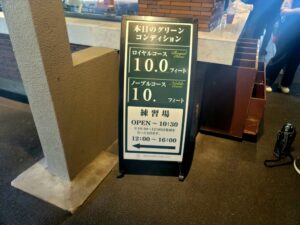 本日のグリーン
コンディション
ロイヤルコース
10.0
フィート
ノーブルコース
10.
フィート
練習場
OPEN ~ 10:30
12:00 ~ 16:00